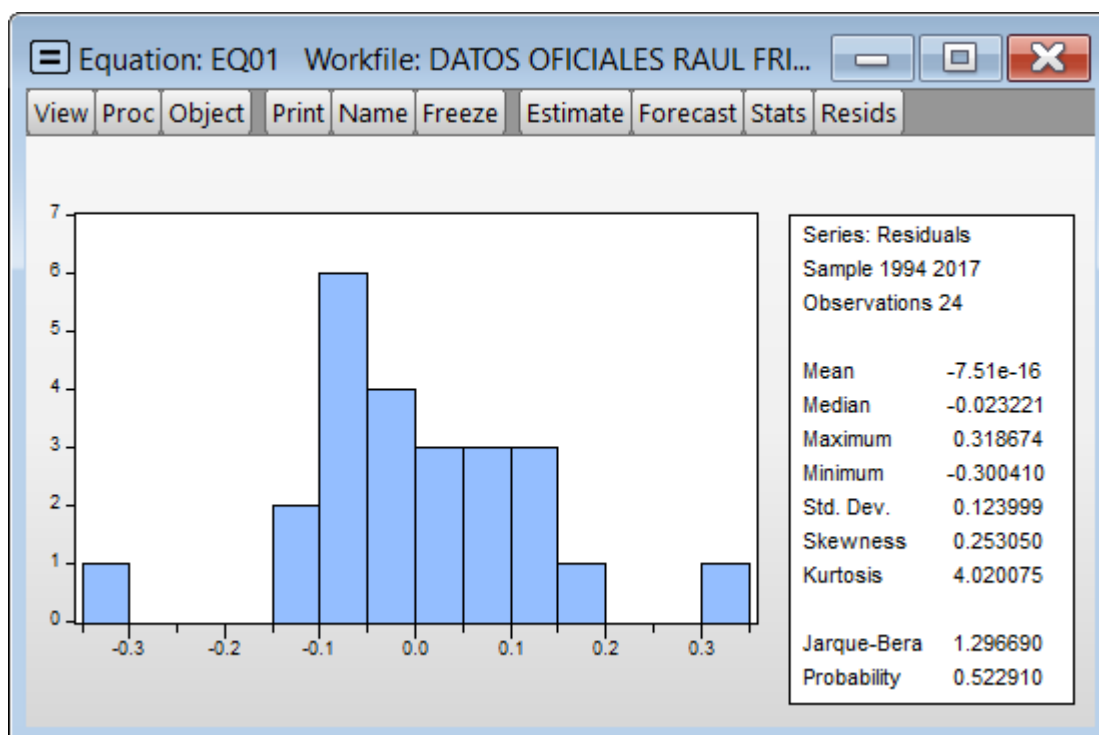 Equation: EQ01 Workfile: DATOS OFICIALES RAUL FRI...
View Proc Object Print Name Freeze Estimate Forecast Stats Resids
7
6
5
4
3
2
1
0
-0.3 -0.2 -0.1 0.0 0.1 0.2 0.3
Series: Residuals
Sample 1994 2017
Observations 24
Mean -7.51e-16
Median -0.023221
Maximum 0.318674
Minimum -0.300410
Std. Dev. 0.123999
Skewness 0.253050
Kurtosis 4.020075
Jarque-Bera 1.296690
Probability 0.522910